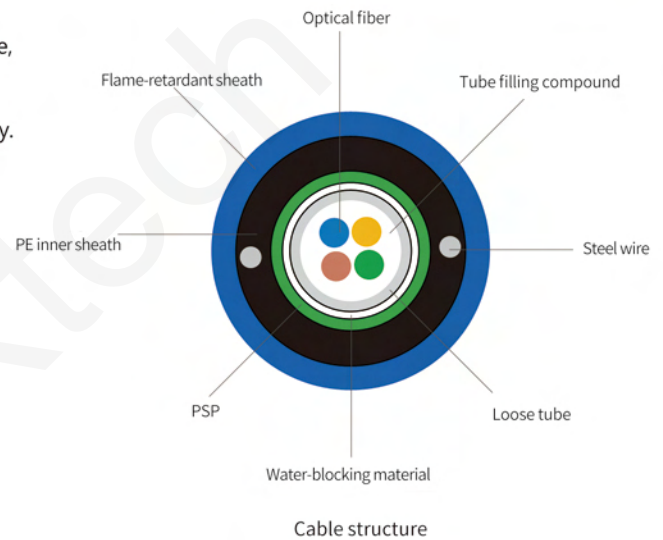 Optical fiber
e,
Flame-retardant sheath
Tube filling compound
y.
PE inner sheath
Steel wire
PSP
Loose tube
Water-blocking material
Cable structure